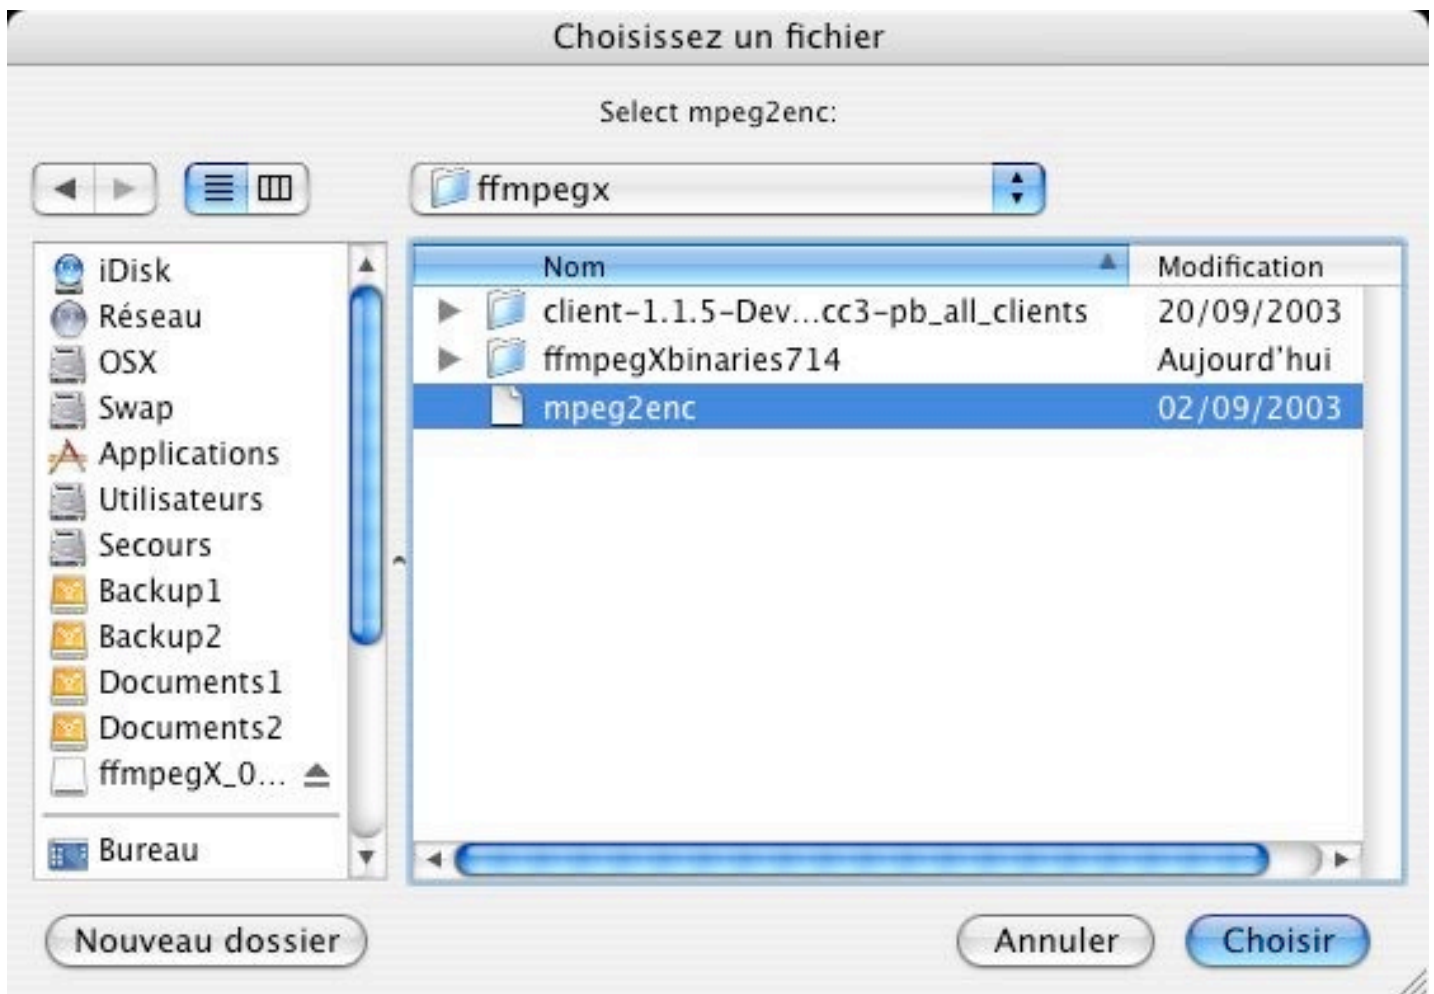 Choisissez un fichier
Select mpeg2enc:
ffmpegx
iDisk
Réseau
OSX
Swap
Applications
Utilisateurs
Secours
Backup1
Backup2
Documents1
Documents2
ffmpegX_0...
Bureau
Nom Modification
client-1.1.5-Dev...cc3-pb_all_clients 20/09/2003
ffmpegXbinaries714 Aujourd'hui
mpeg2enc 02/09/2003
Nouveau dossier Annuler Choisir